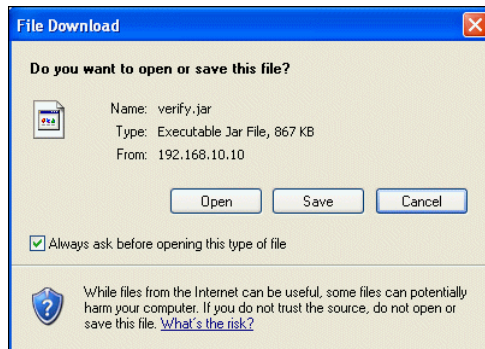 File Download
Do you want to open or save this file?
Name: verify.jar
Type: Executable Jar File, 867 KB
From: 192.168.10.10
Open Save Cancel
Always ask before opening this type of file
While files from the Internet can be useful, some files can potentially
harm your computer. If you do not trust the source, do not open or
save this file. What's the risk?